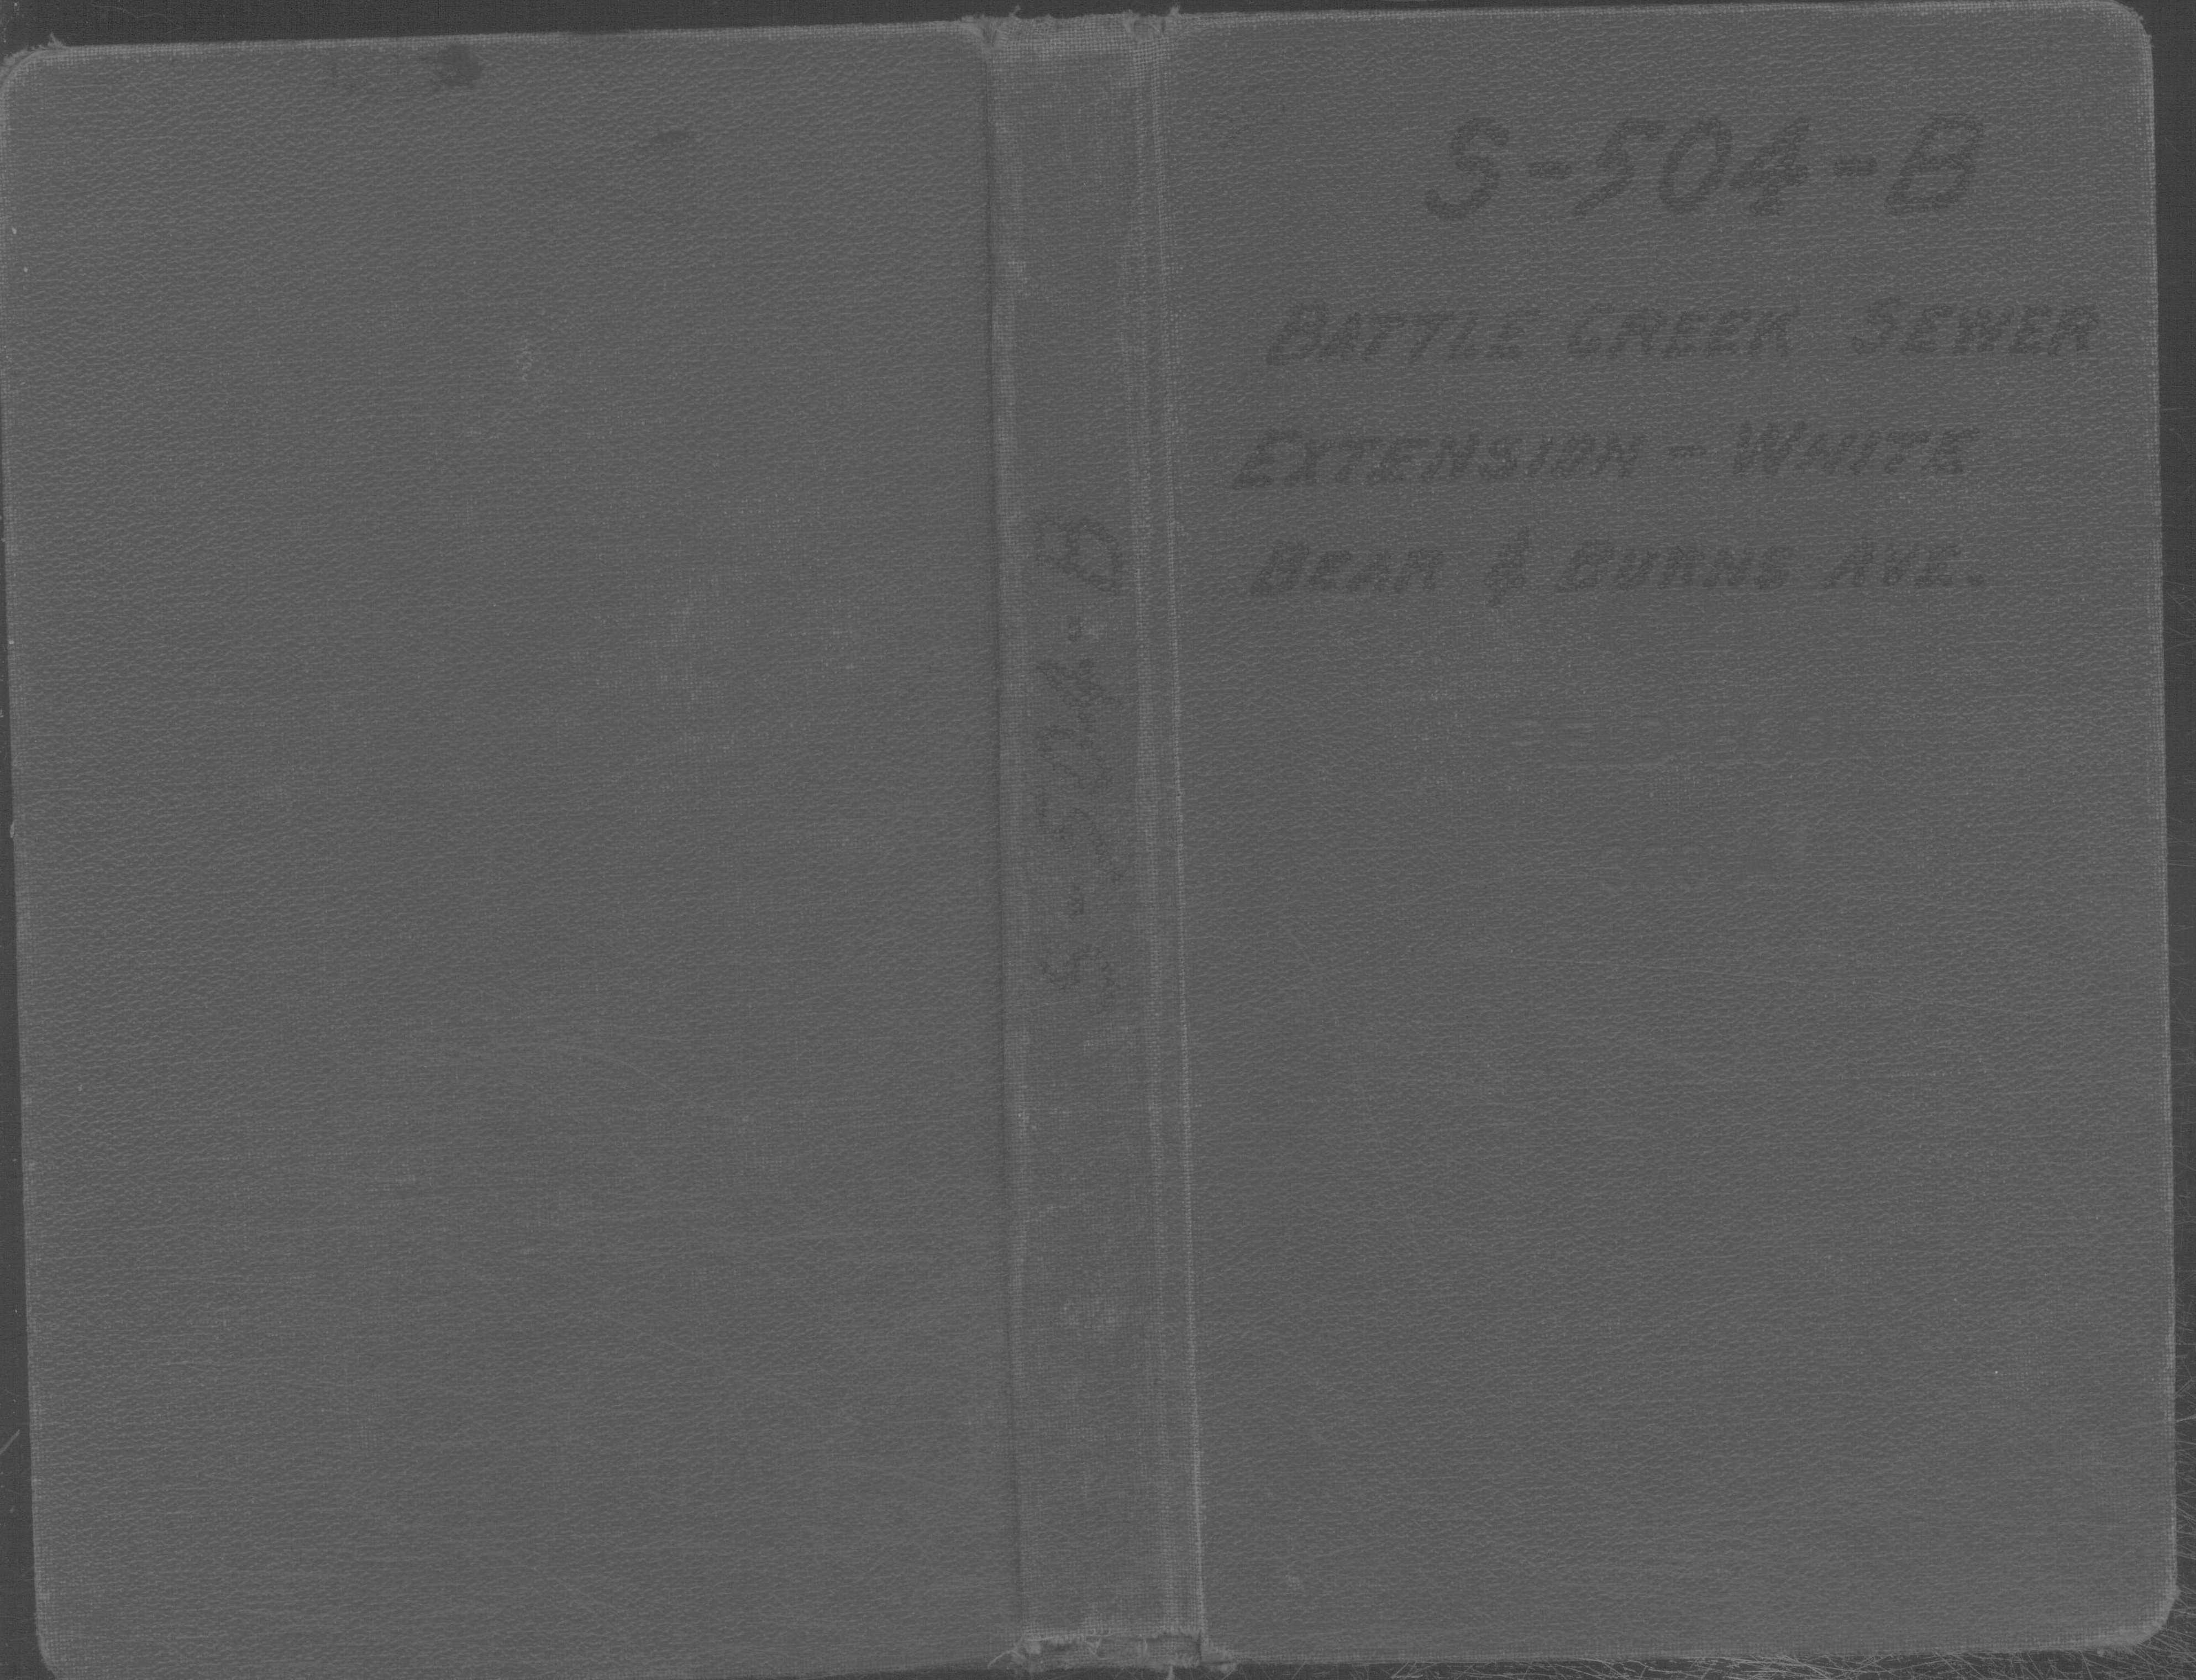 S-504-B
BATTLE CREEK SEWER
EXTENSION - WHITE
BEAR & BURNS AVE.
S-504-B